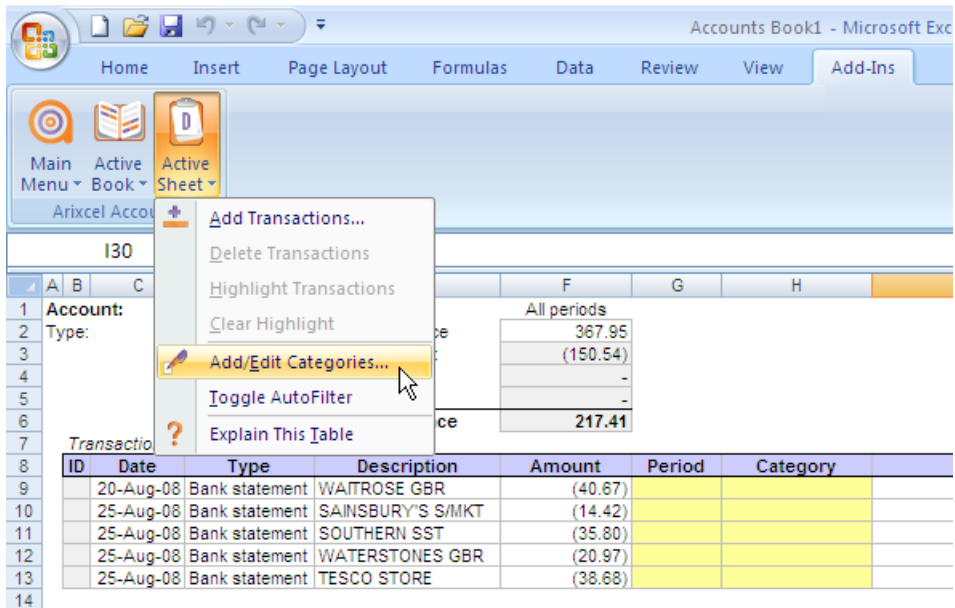 Accounts Book1 - Microsoft Exc
Home Insert Page Layout Formulas Data Review View Add-Ins
Main Menu Active Book Active Sheet
Arixcel Accou
Add Transactions...
Delete Transactions
Highlight Transactions
Clear Highlight
Add/Edit Categories...
Toggle AutoFilter
Explain This Table
I30
A B C F G H
1 Account: All periods
2 Type: ce 367.95
3 (150.54)
4 -
5 -
6 ce 217.41
7 Transactio
8 ID Date Type Description Amount Period Category
9 20-Aug-08 Bank statement WAITROSE GBR (40.67)
10 25-Aug-08 Bank statement SAINSBURY'S S/MKT (14.42)
11 25-Aug-08 Bank statement SOUTHERN SST (35.80)
12 25-Aug-08 Bank statement WATERSTONES GBR (20.97)
13 25-Aug-08 Bank statement TESCO STORE (38.68)
14